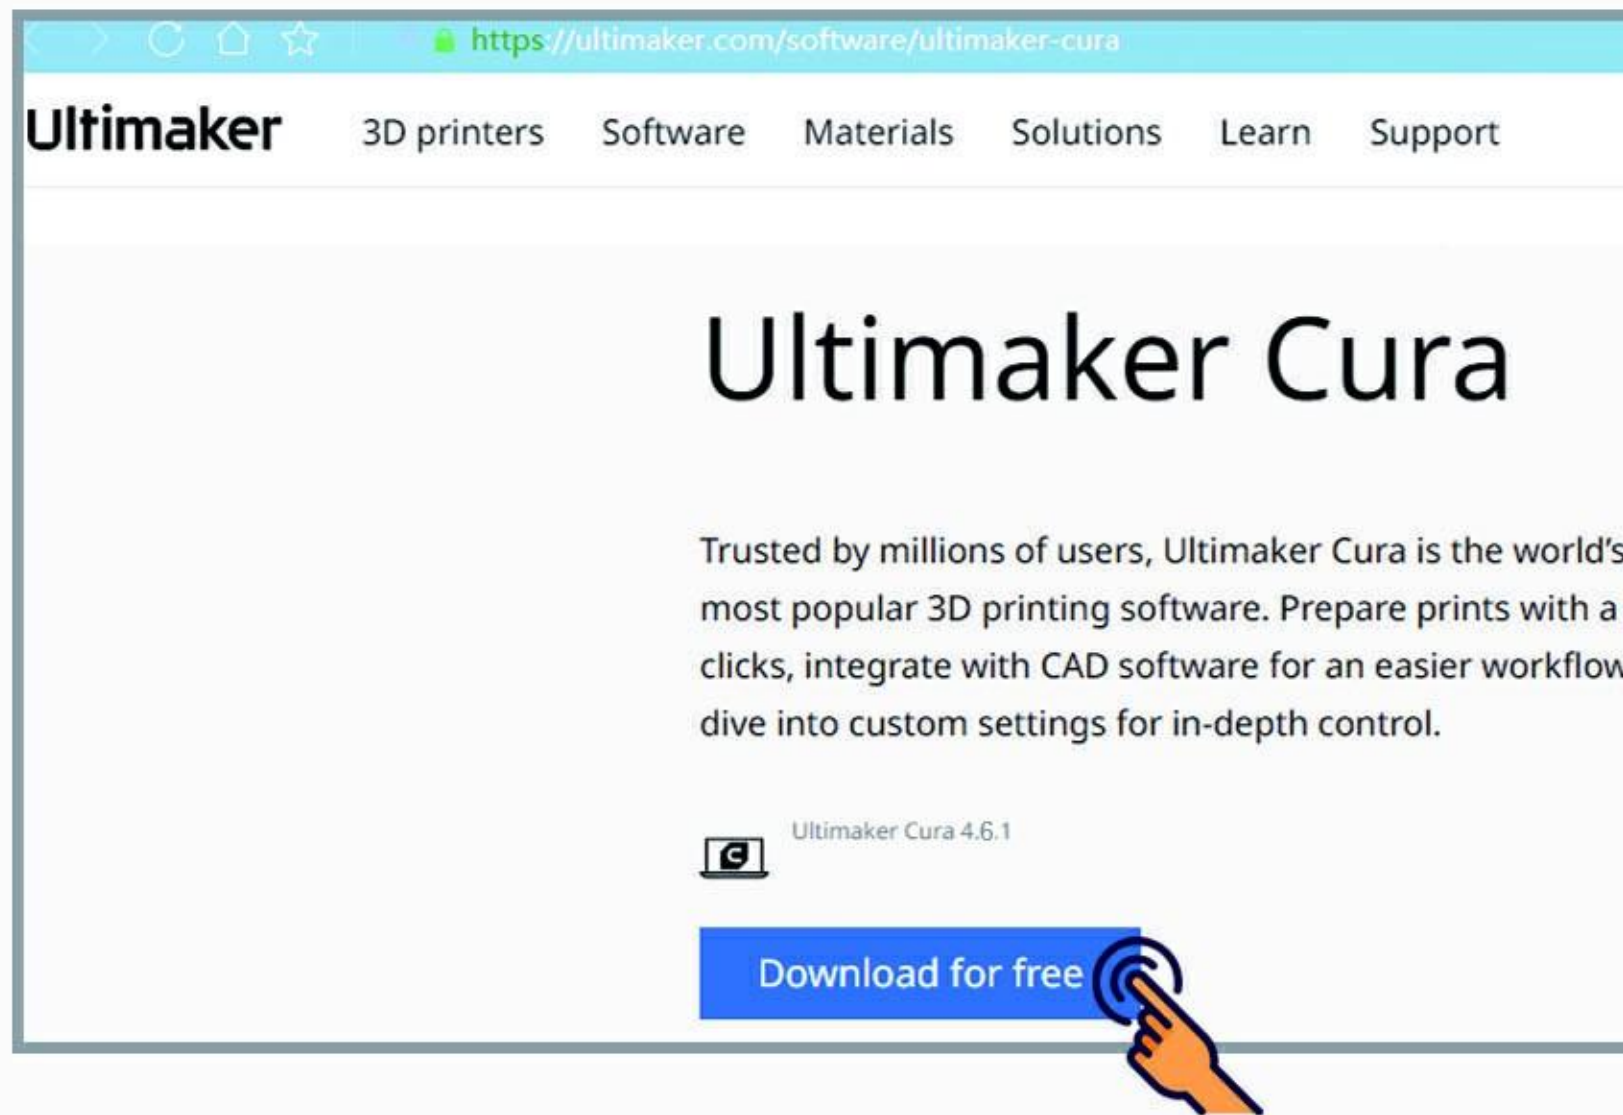 https://ultimaker.com/software/ultimaker-cura
Ultimaker 3D printers Software Materials Solutions Learn Support
Ultimaker Cura
Trusted by millions of users, Ultimaker Cura is the world's
most popular 3D printing software. Prepare prints with a
clicks, integrate with CAD software for an easier workflow
dive into custom settings for in-depth control.
Ultimaker Cura 4.6.1
Download for free